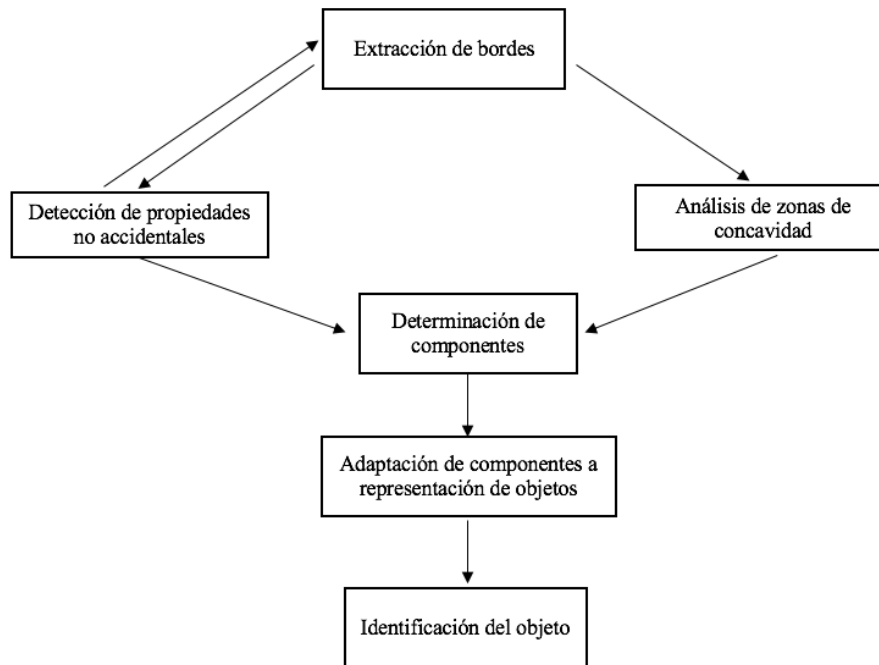 Extracción de bordes
Detección de propiedades
no accidentales
Análisis de zonas de
concavidad
Determinación de
componentes
Adaptación de componentes a
representación de objetos
Identificación del objeto